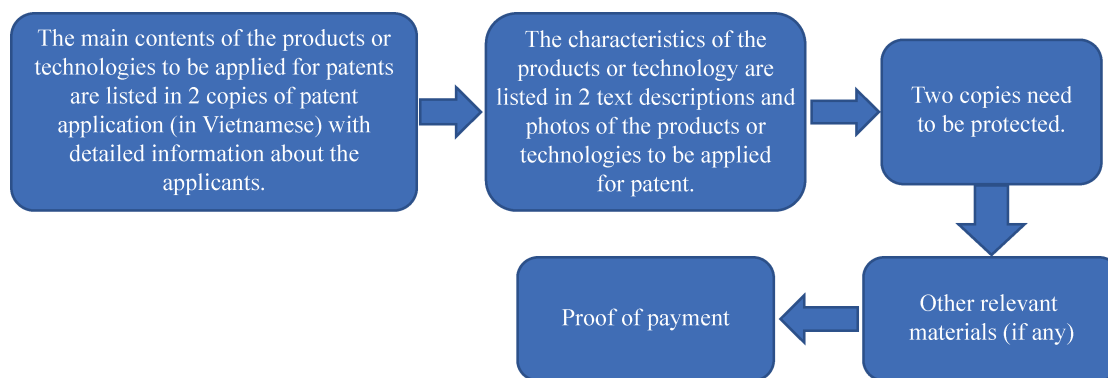 The main contents of the products or
technologies to be applied for patents
are listed in 2 copies of patent
application (in Vietnamese) with
detailed information about the
applicants.
The characteristics of the
products or technology are
listed in 2 text descriptions and
photos of the products or
technologies to be applied
for patent.
Two copies need
to be protected.
Other relevant
materials (if any)
Proof of payment